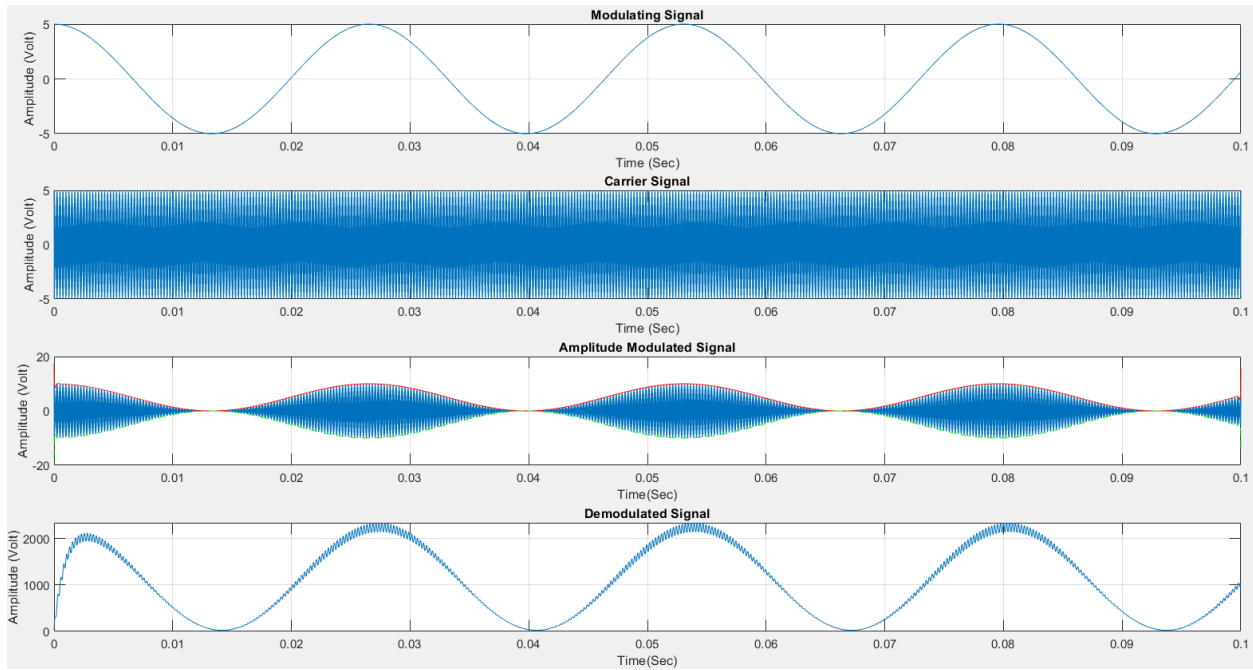 Modulating Signal
Amplitude (Volt)
5
0
-5
0 0.01 0.02 0.03 0.04 0.05 0.06 0.07 0.08 0.09 0.1
Time (Sec)
Carrier Signal
Amplitude (Volt)
5
0
-5
0 0.01 0.02 0.03 0.04 0.05 0.06 0.07 0.08 0.09 0.1
Time (Sec)
Amplitude Modulated Signal
Amplitude (Volt)
20
0
-20
0 0.01 0.02 0.03 0.04 0.05 0.06 0.07 0.08 0.09 0.1
Time(Sec)
Demodulated Signal
Amplitude (Volt)
2000
1000
0
0 0.01 0.02 0.03 0.04 0.05 0.06 0.07 0.08 0.09 0.1
Time(Sec)